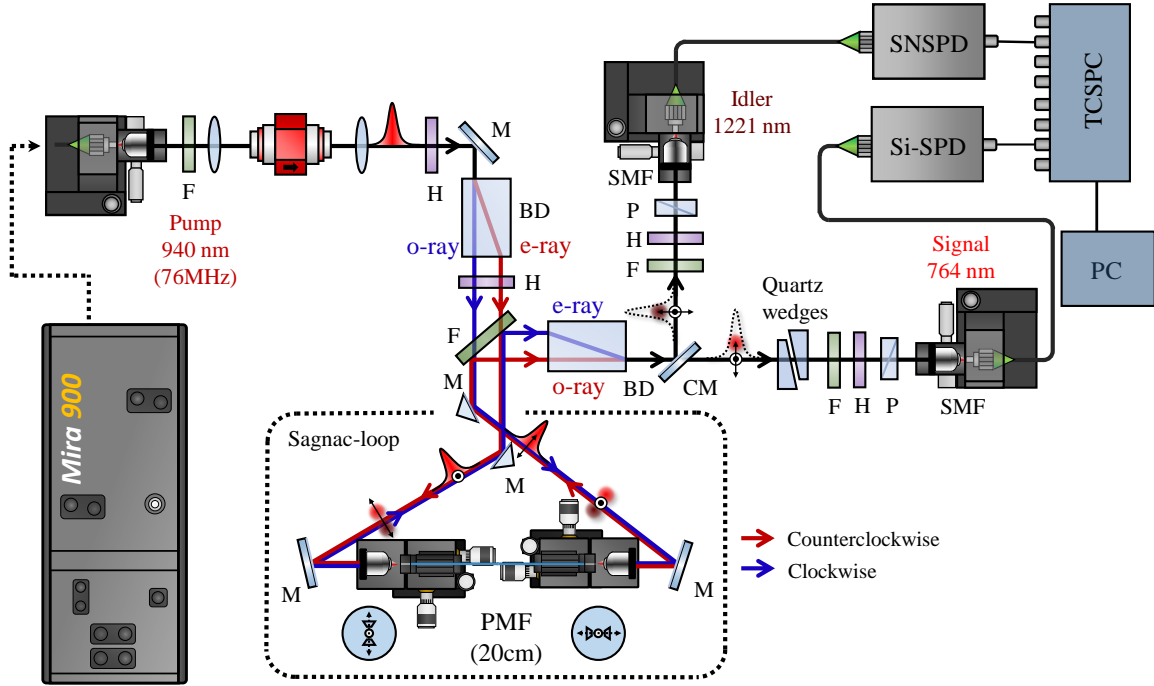 SNSPD
Si-SPD
TCSPC
PC
Idler
1221 nm
M
F
H
SMF
Pump
940 nm
(76MHz)
BD
o-ray
e-ray
H
P
H
F
Signal
764 nm
Quartz
wedges
e-ray
F
o-ray
BD
CM
F
H
P
SMF
M
Mira 900
Sagnac-loop
M
Counterclockwise
Clockwise
M
M
PMF
(20cm)